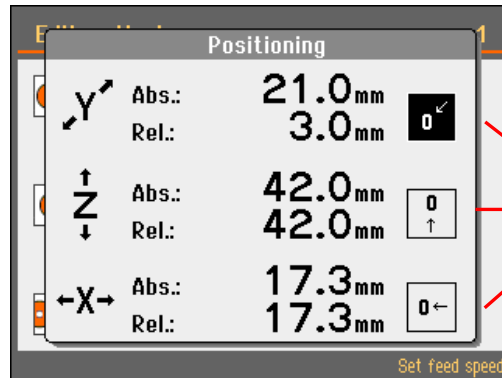 Positioning
1
Y Abs.: 21.0mm
Rel.: 3.0mm
0
Z Abs.: 42.0mm
Rel.: 42.0mm
0
X Abs.: 17.3mm
Rel.: 17.3mm
0
Set feed speed